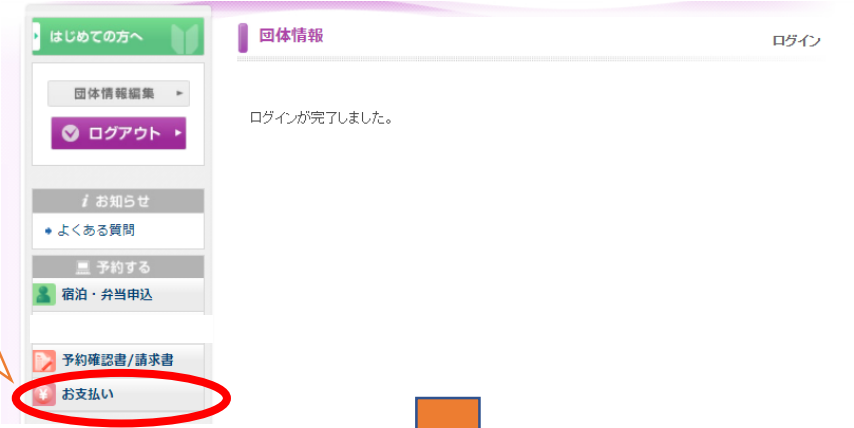 はじめての方へ
団体情報
ログイン
団体情報編集
ログアウト
ログインが完了しました。
i お知らせ
よくある質問
予約する
宿泊・弁当申込
予約確認書/請求書
¥ お支払い